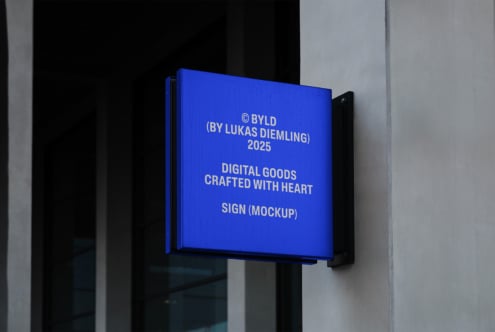 © BYLD
(BY LUKAS DIEMLING)
2025
DIGITAL GOODS
CRAFTED WITH HEART
SIGN (MOCKUP)